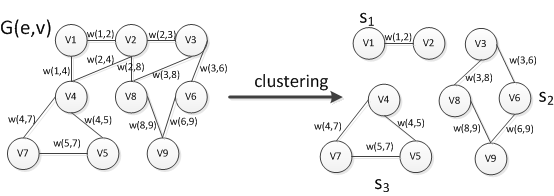 G(e,v)
V1
w(1,2)
V2
w(2,3)
V3
w(1,4)
w(2,4)
w(2,8)
w(3,8)
w(3,6)
V4
V8
V6
w(4,7)
w(4,5)
w(8,9)
w(6,9)
V7
w(5,7)
V5
V9
clustering
S1
V1
w(1,2)
V2
V3
w(3,8)
w(3,6)
V8
V6
S2
w(8,9)
w(6,9)
V9
V4
w(4,7)
w(4,5)
V7
w(5,7)
V5
S3